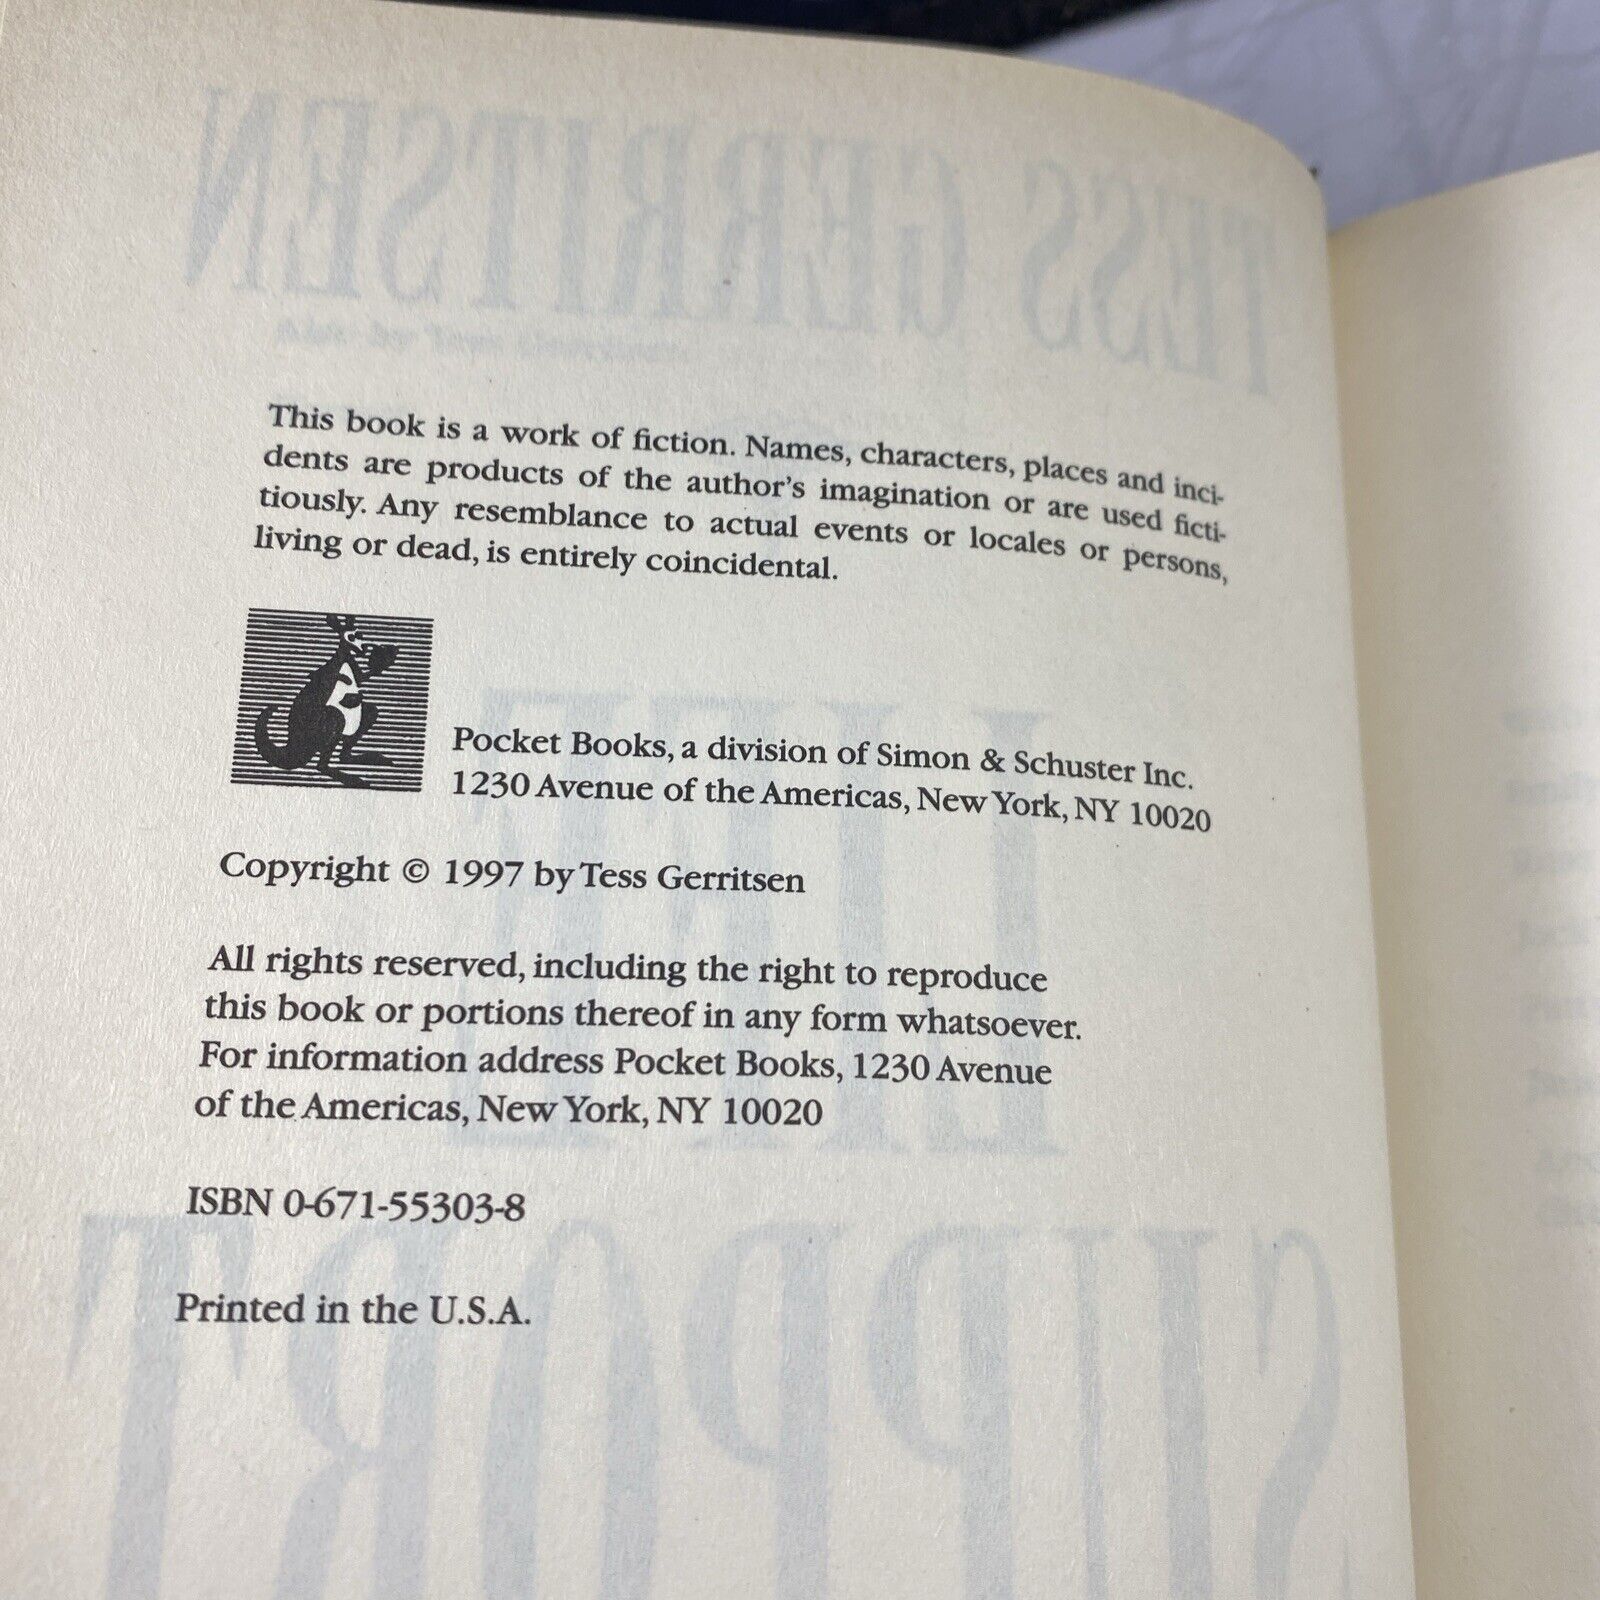 TESS GERRITSEN
This book is a work of fiction. Names, characters, places and inci-
dents are products of the author's imagination or are used ficti-
tiously. Any resemblance to actual events or locales or persons,
living or dead, is entirely coincidental.
Pocket Books, a division of Simon & Schuster Inc.
1230 Avenue of the Americas, New York, NY 10020
Copyright © 1997 by Tess Gerritsen
All rights reserved, including the right to reproduce
this book or portions thereof in any form whatsoever.
For information address Pocket Books, 1230 Avenue
of the Americas, New York, NY 10020
ISBN 0-671-55303-8
Printed in the U.S.A.
LIFE
SUPPORT